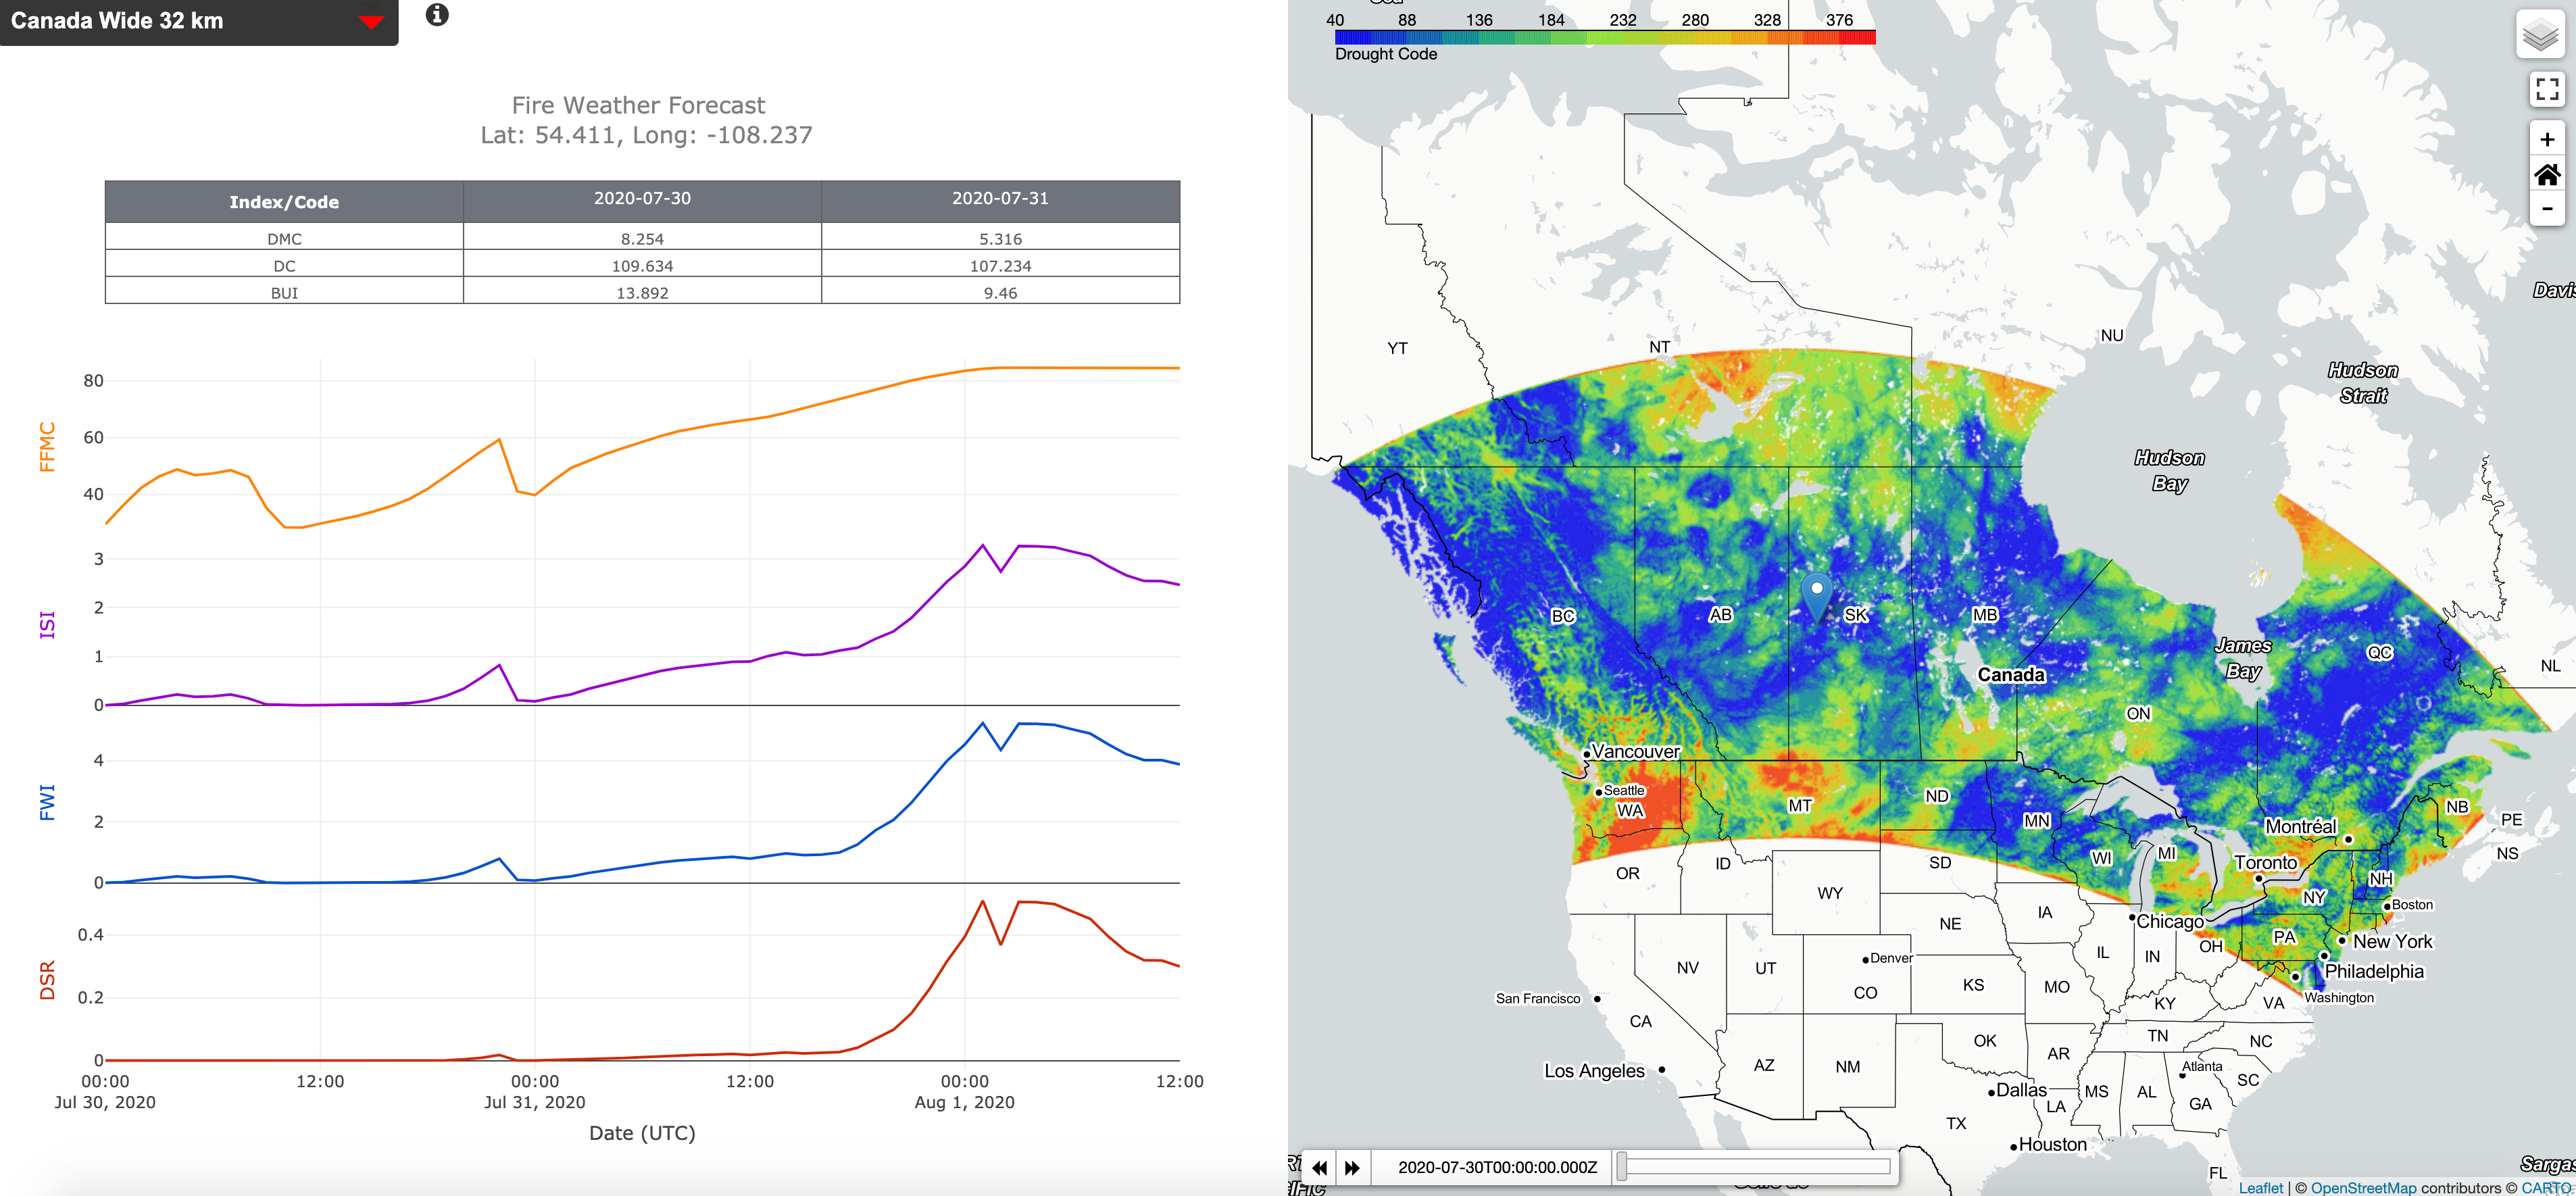 Canada Wide 32 km
Fire Weather Forecast
Lat: 54.411, Long: -108.237
Index/Code 2020-07-30 2020-07-31
DMC 8.254 5.316
DC 109.634 107.234
BUI 13.892 9.46
FFMC
80
60
40
ISI
3
2
1
0
FWI
4
2
0
DSR
0.4
0.2
0
00:00 12:00 00:00 12:00 00:00 12:00
Jul 30, 2020 Jul 31, 2020 Aug 1, 2020
Date (UTC)
40 88 136 184 232 280 328 376
Drought Code
+
-
Davis
NU
YT
NT
Hudson
Strait
Hudson
Bay
BC
AB
SK
MB
James
Bay
QC
NL
Canada
ON
Vancouver
Seattle
WA
MT
ND
MN
NB
PE
Montréal
NS
WI
MI
Toronto
OR
ID
SD
NH
WY
NY
Boston
IA
Chicago
NE
PA
New York
OH
IL
IN
Denver
NV
UT
Philadelphia
CO
KS
MO
Washington
San Francisco
KY
VA
CA
TN
NC
OK
AR
Los Angeles
AZ
NM
Atlanta
SC
Dallas
MS
AL
GA
LA
TX
Houston
FL
2020-07-30T00:00:00.000Z
Leaflet | © OpenStreetMap contributors © CARTO